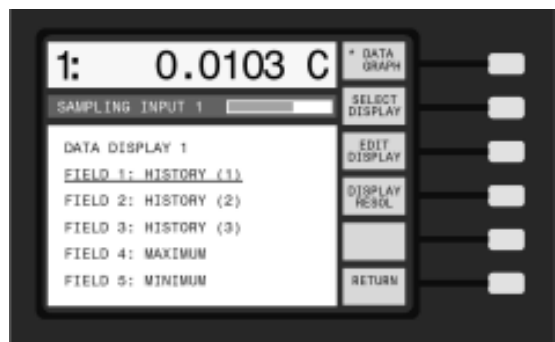 1: 0.0103 C
SAMPLING INPUT 1
DATA DISPLAY 1
FIELD 1: HISTORY (1)
FIELD 2: HISTORY (2)
FIELD 3: HISTORY (3)
FIELD 4: MAXIMUM
FIELD 5: MINIMUM
* DATA
GRAPH
SELECT
DISPLAY
EDIT
DISPLAY
DISPLAY
RESOL
RETURN